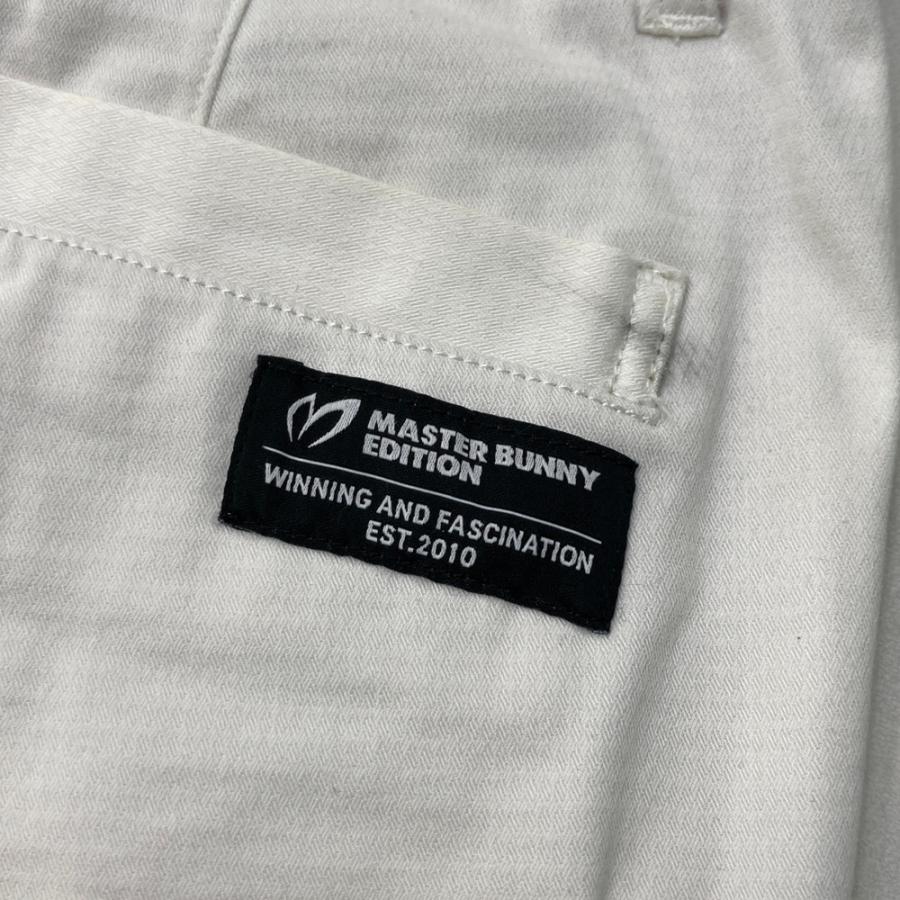 MASTER BUNNY
EDITION
WINNING AND FASCINATION
EST.2010